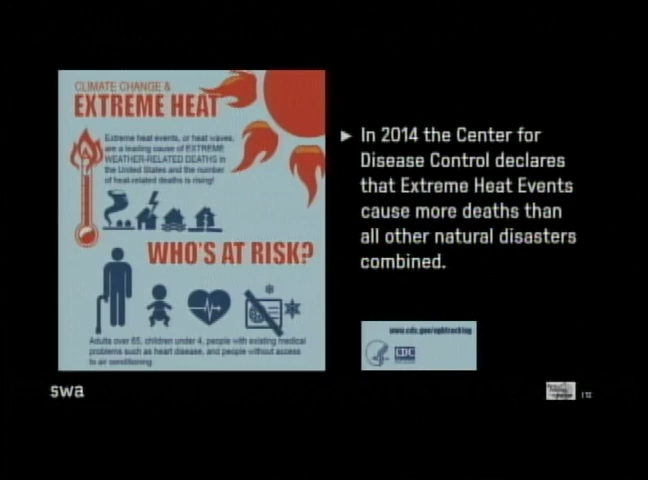 CLIMATE CHANGE &
EXTREME HEAT
Extreme heat events, or heat waves,
are a leading cause of EXTREME
WEATHER-RELATED DEATHS in
the United States and the number
of heat-related deaths is rising!
WHO'S AT RISK?
Adults over 65, children under 4, people with existing medical
problems such as heart disease, and people without access
to air conditioning
► In 2014 the Center for
Disease Control declares
that Extreme Heat Events
cause more deaths than
all other natural disasters
combined.
www.cdc.gov/ephtracking
CDC
swa